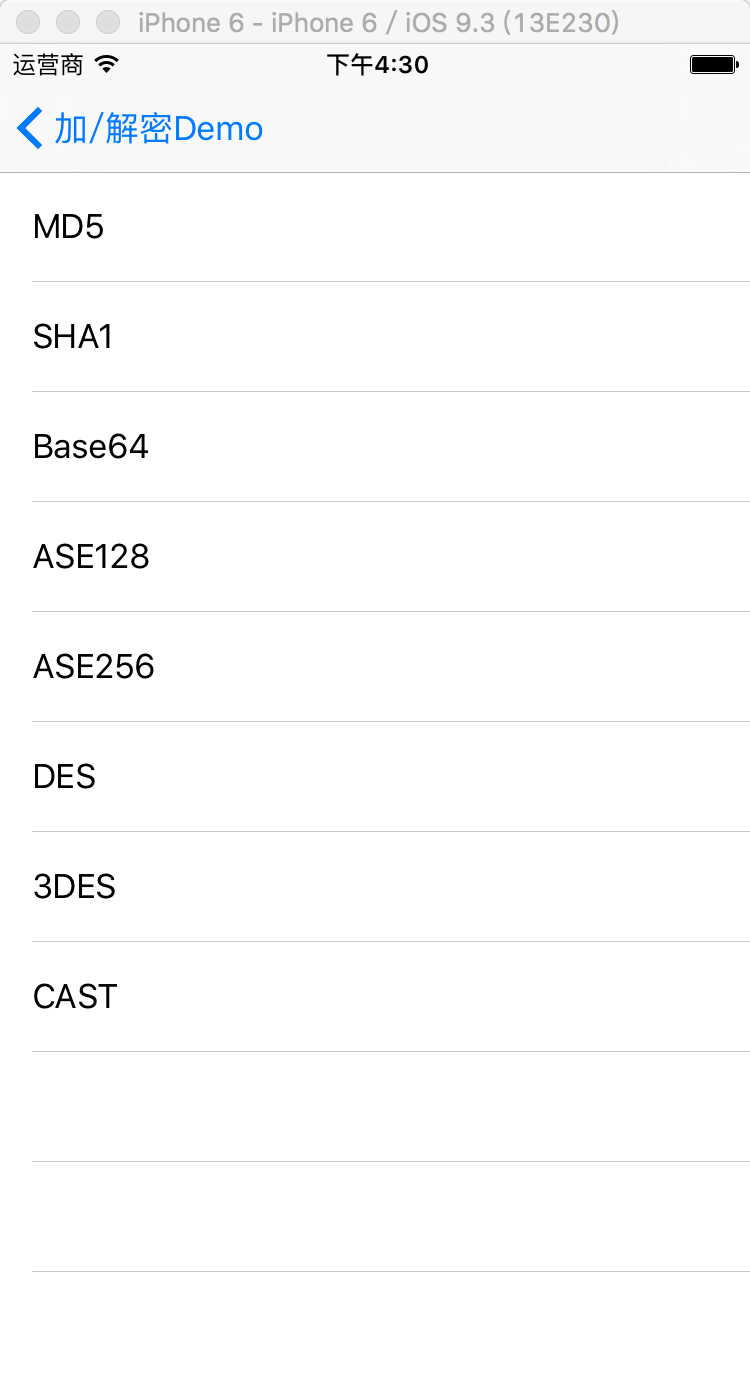 iPhone 6 - iPhone 6 / iOS 9.3 (13E230)
运营商 下午4:30
加/解密Demo
MD5
SHA1
Base64
ASE128
ASE256
DES
3DES
CAST